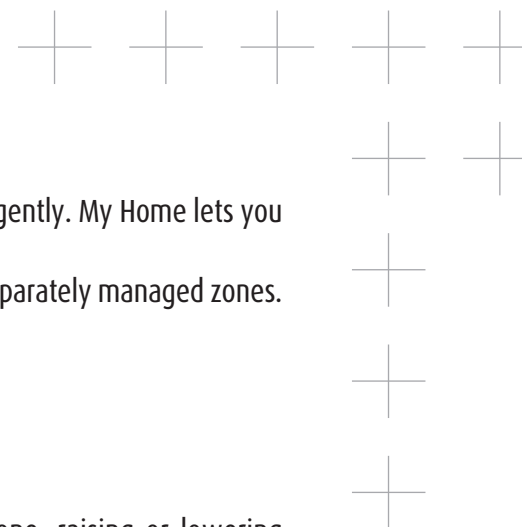 gently. My Home lets you
parately managed zones.
one, raising or lowering